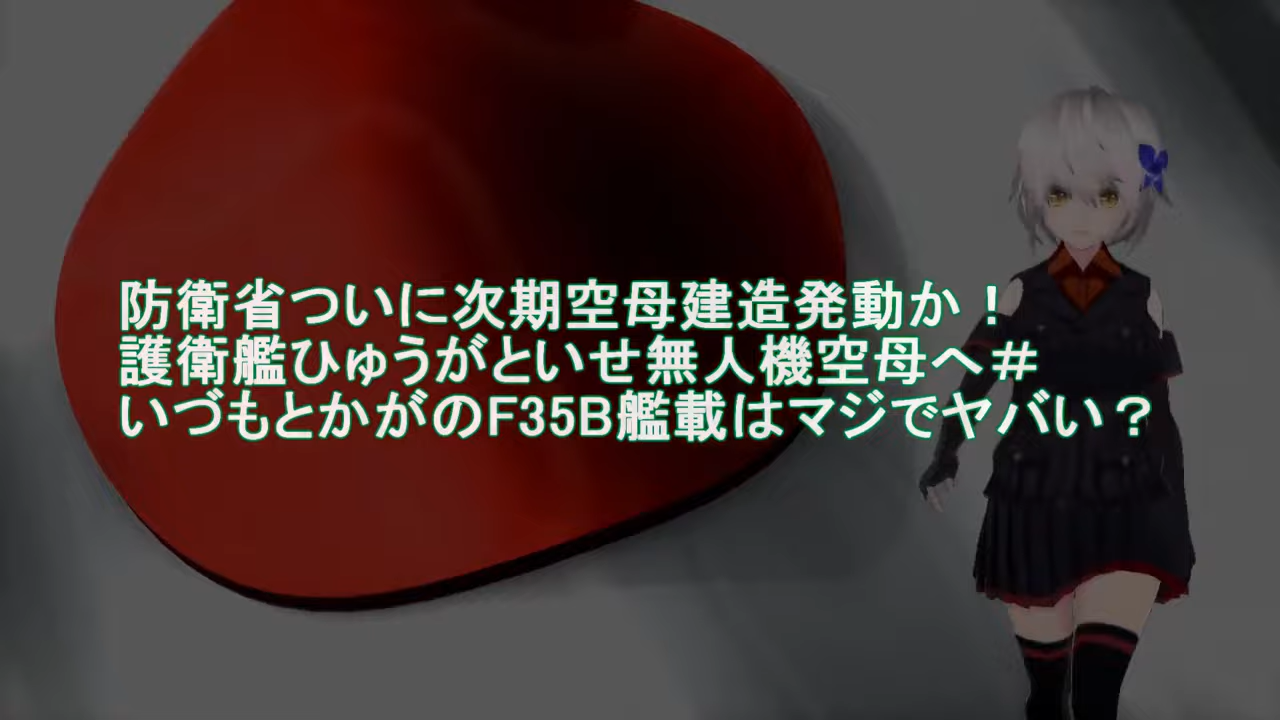 防衛省ついに次期空母建造発動か！
護衛艦ひゅうがといせ無人機空母へ＃
いづもとかがのF35B艦載はマジでヤバい？